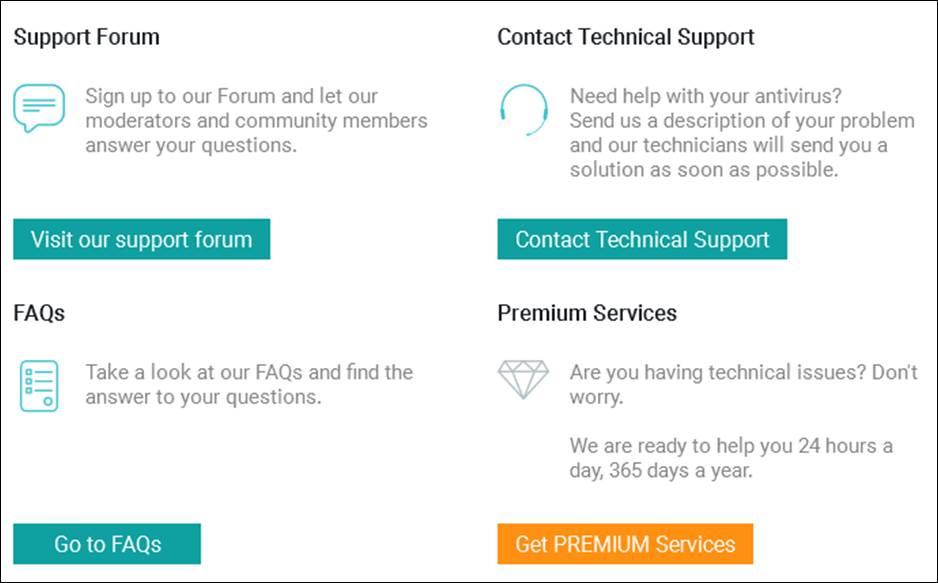 Support Forum
Sign up to our Forum and let our
moderators and community members
answer your questions.
Visit our support forum
Contact Technical Support
Need help with your antivirus?
Send us a description of your problem
and our technicians will send you a
solution as soon as possible.
Contact Technical Support
FAQs
Take a look at our FAQs and find the
answer to your questions.
Go to FAQs
Premium Services
Are you having technical issues? Don't
worry.
We are ready to help you 24 hours a
day, 365 days a year.
Get PREMIUM Services